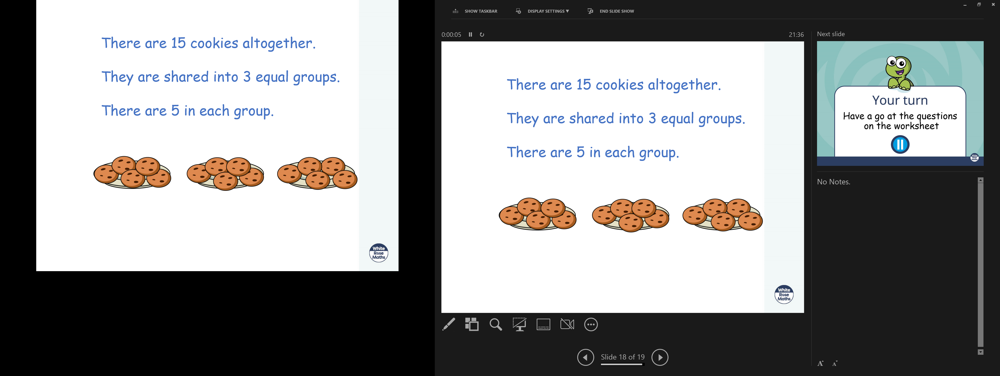 There are 15 cookies altogether.
They are shared into 3 equal groups.
There are 5 in each group.
White
Rose
Maths
SHOW TASKBAR
DISPLAY SETTINGS ▼
END SLIDE SHOW
0:00:05
21:36
There are 15 cookies altogether.
They are shared into 3 equal groups.
There are 5 in each group.
White
Rose
Maths
Slide 18 of 19
Next slide
Your turn
Have a go at the questions
on the worksheet
White
Rose
Maths
No Notes.
A
A